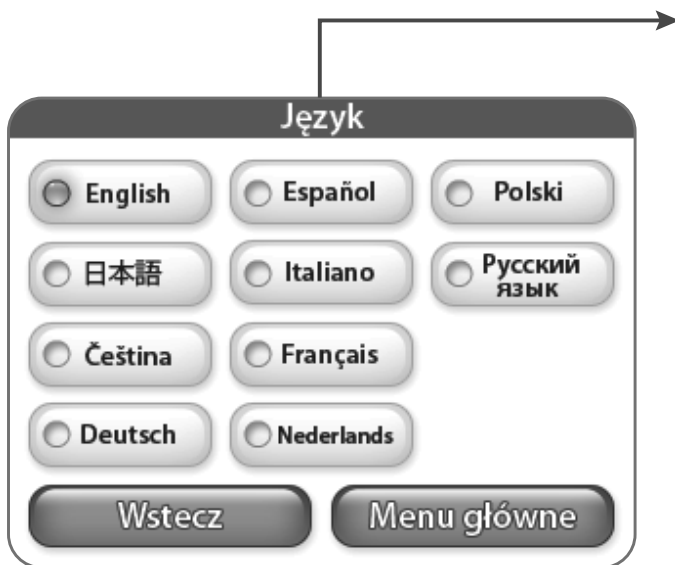 Język
English
Español
Polski
日本語
Italiano
Русский
язык
Čeština
Français
Deutsch
Nederlands
Wstecz
Menu główne